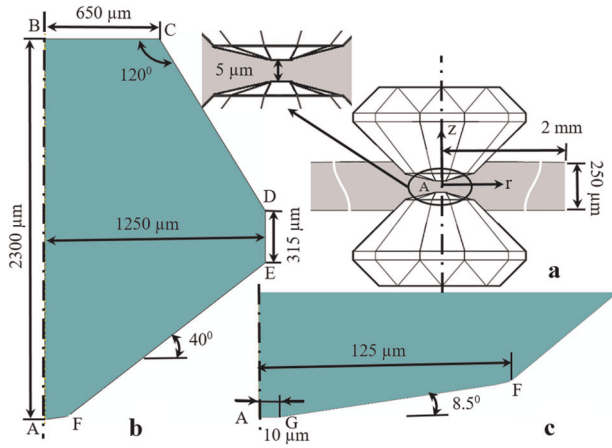 650 µm
B
C
120⁰
5 µm
2 mm
z
A
r
250 µm
a
2300 µm
1250 µm
D
315 µm
E
40⁰
A
F
b
125 µm
F
A
G
8.5⁰
10 µm
c